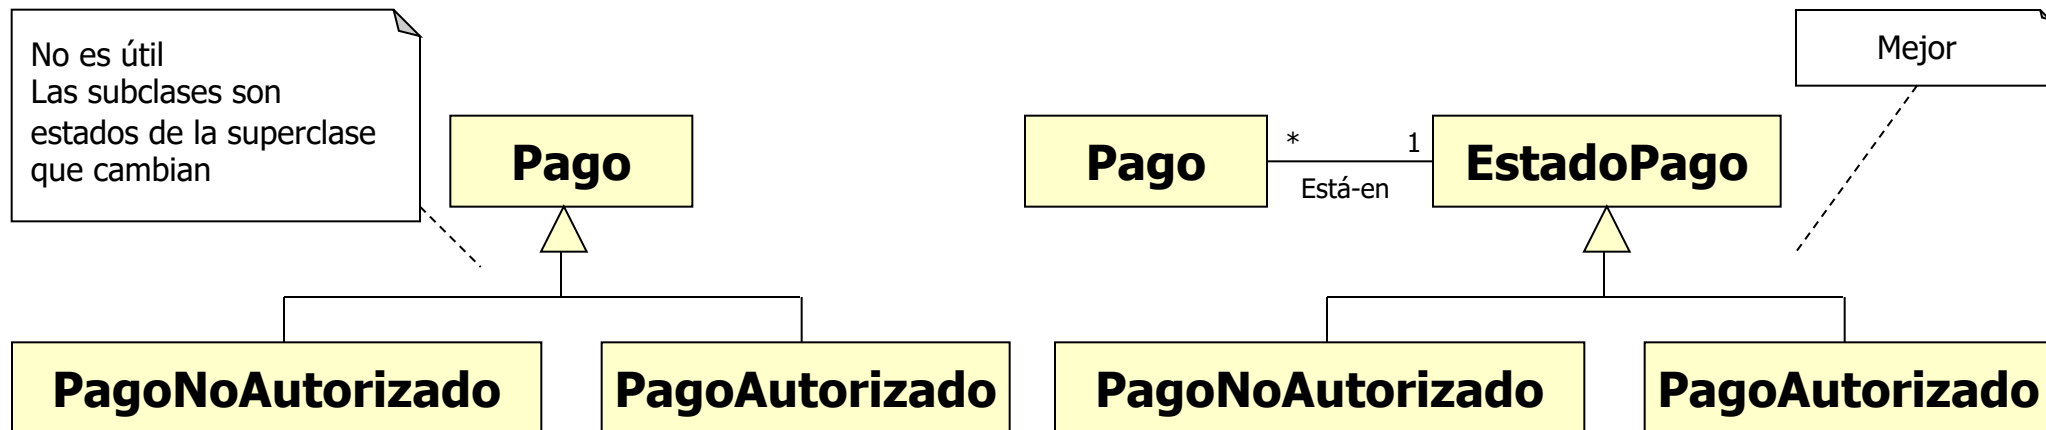 No es útil
Las subclases son
estados de la superclase
que cambian
Pago
PagoNoAutorizado
PagoAutorizado
Mejor
Pago
* 1
Está-en
EstadoPago
PagoNoAutorizado
PagoAutorizado